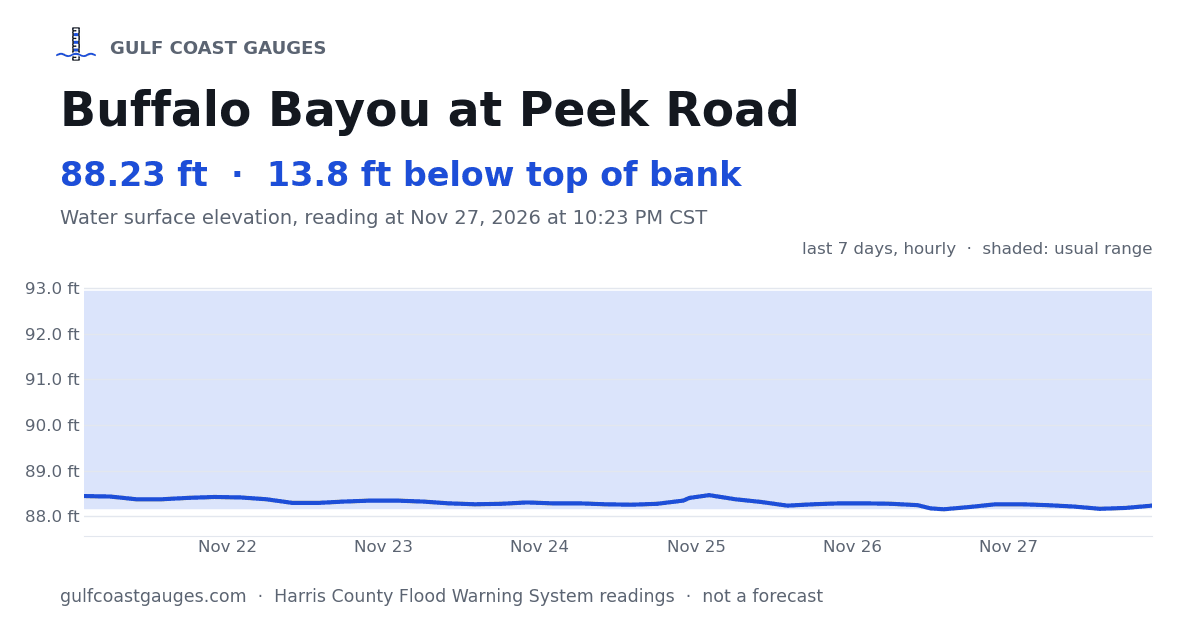 GULF COAST GAUGES
Buffalo Bayou at Peek Road
88.23 ft · 13.8 ft below top of bank
Water surface elevation, reading at Nov 27, 2026 at 10:23 PM CST
last 7 days, hourly · shaded: usual range
93.0 ft
92.0 ft
91.0 ft
90.0 ft
89.0 ft
88.0 ft
Nov 22 Nov 23 Nov 24 Nov 25 Nov 26 Nov 27
gulfcoastgauges.com · Harris County Flood Warning System readings · not a forecast